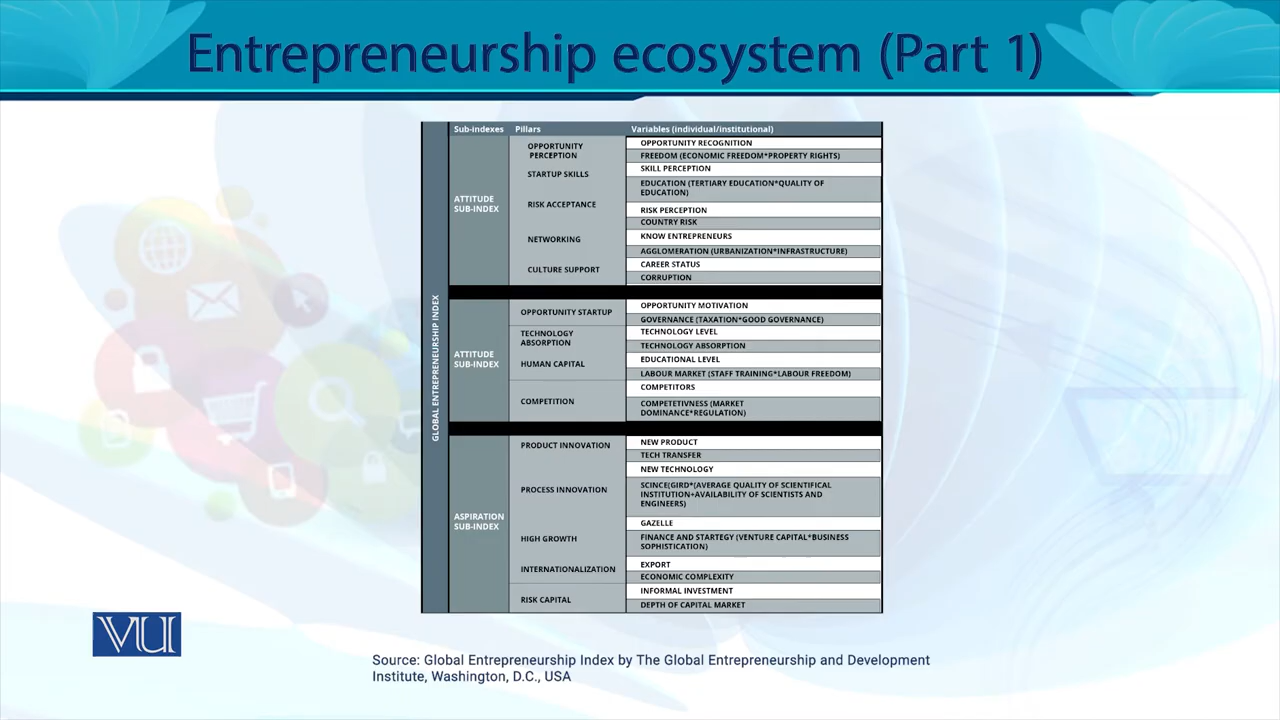 Entrepreneurship ecosystem (Part 1)
Sub-indexes Pillars Variables (individual/institutional)
GLOBAL ENTREPRENEURSHIP INDEX
ATTITUDE
SUB-INDEX
OPPORTUNITY
PERCEPTION
OPPORTUNITY RECOGNITION
FREEDOM (ECONOMIC FREEDOM*PROPERTY RIGHTS)
STARTUP SKILLS
SKILL PERCEPTION
EDUCATION (TERTIARY EDUCATION*QUALITY OF
EDUCATION)
RISK ACCEPTANCE
RISK PERCEPTION
COUNTRY RISK
NETWORKING
KNOW ENTREPRENEURS
AGGLOMERATION (URBANIZATION*INFRASTRUCTURE)
CULTURE SUPPORT
CAREER STATUS
CORRUPTION
ATTITUDE
SUB-INDEX
OPPORTUNITY STARTUP
OPPORTUNITY MOTIVATION
GOVERNANCE (TAXATION*GOOD GOVERNANCE)
TECHNOLOGY
ABSORPTION
TECHNOLOGY LEVEL
TECHNOLOGY ABSORPTION
HUMAN CAPITAL
EDUCATIONAL LEVEL
LABOUR MARKET (STAFF TRAINING*LABOUR FREEDOM)
COMPETITION
COMPETITORS
COMPETETIVNESS (MARKET
DOMINANCE*REGULATION)
ASPIRATION
SUB-INDEX
PRODUCT INNOVATION
NEW PRODUCT
TECH TRANSFER
PROCESS INNOVATION
NEW TECHNOLOGY
SCINCE(GIRD*(AVERAGE QUALITY OF SCIENTIFICAL
INSTITUTION+AVAILABILITY OF SCIENTISTS AND
ENGINEERS)
HIGH GROWTH
GAZELLE
FINANCE AND STARTEGY (VENTURE CAPITAL*BUSINESS
SOPHISTICATION)
INTERNATIONALIZATION
EXPORT
ECONOMIC COMPLEXITY
RISK CAPITAL
INFORMAL INVESTMENT
DEPTH OF CAPITAL MARKET
VU
Source: Global Entrepreneurship Index by The Global Entrepreneurship and Development
Institute, Washington, D.C., USA